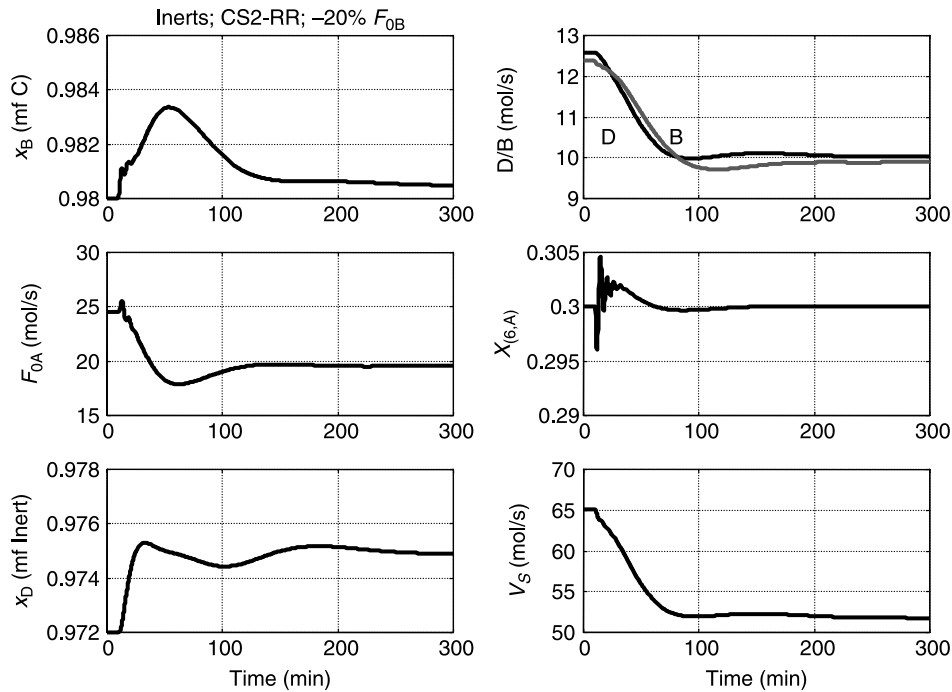 Inerts; CS2-RR; –20% F0B
0.986
0.984
0.982
0.98
xB (mf C)
0 100 200 300
13
12
11
10
9
D/B (mol/s)
D B
0 100 200 300
30
25
20
15
F0A (mol/s)
0 100 200 300
0.305
0.3
0.295
0.29
X(6,A)
0 100 200 300
0.978
0.976
0.974
0.972
xD (mf Inert)
0 100 200 300
Time (min)
70
65
60
55
50
VS (mol/s)
0 100 200 300
Time (min)